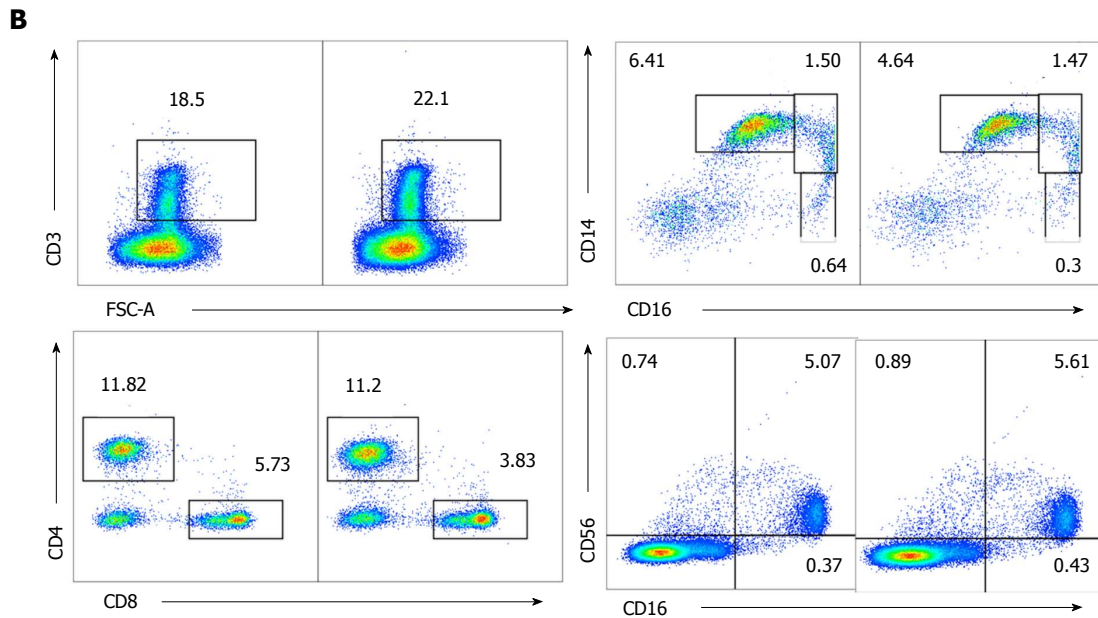 B
18.5 22.1
CD3
FSC-A
6.41 1.50 4.64 1.47
CD14
0.64 0.3
CD16
11.82 11.2
5.73 3.83
CD4
CD8
0.74 5.07 0.89 5.61
CD56
0.37 0.43
CD16